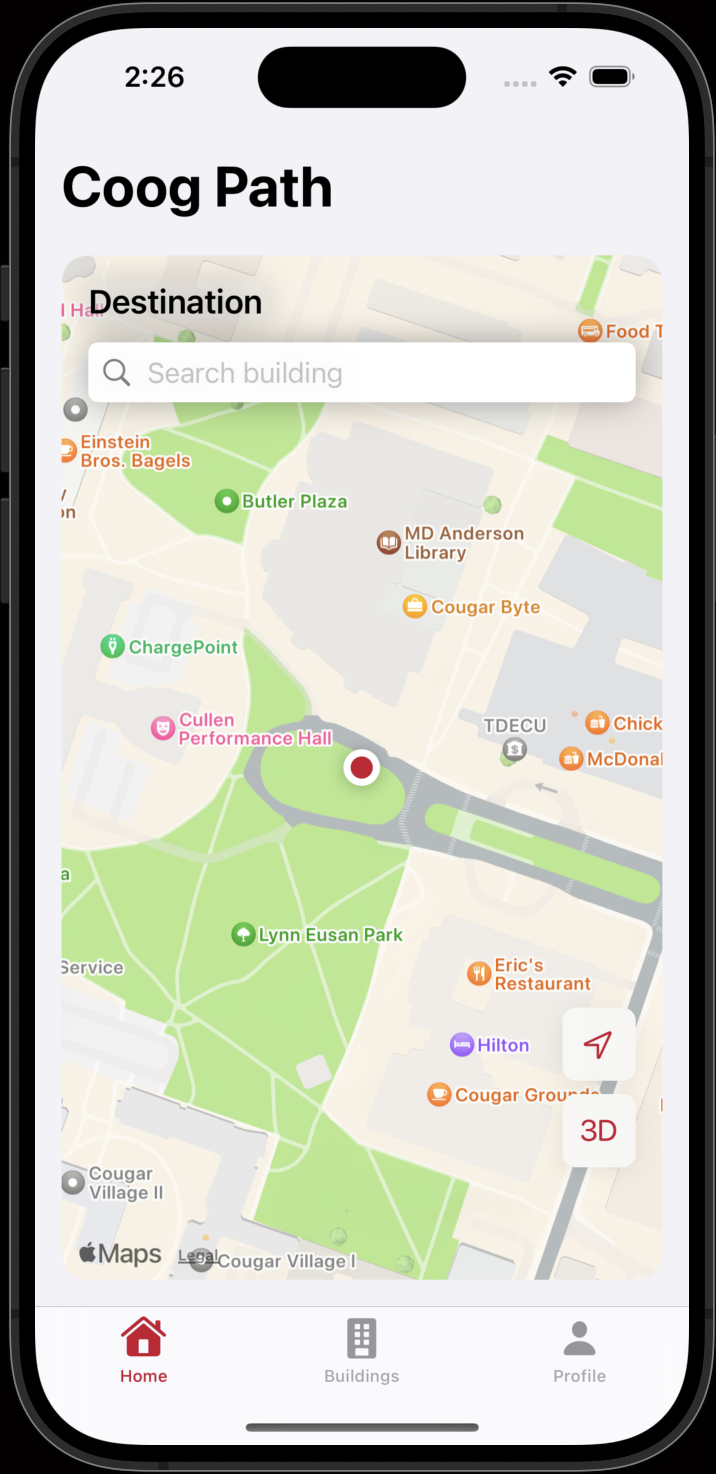 2:26
Coog Path
Destination
Search building
Food T
Einstein
Bros. Bagels
Butler Plaza
on
MD Anderson
Library
Cougar Byte
ChargePoint
Cullen
Performance Hall
TDECU
$
Chick
McDonal
a
Lynn Eusan Park
Service
Eric's
Restaurant
Hilton
Cougar Grounds
3D
Cougar
Village II
Maps
Legal
Cougar Village I
Home
Buildings
Profile